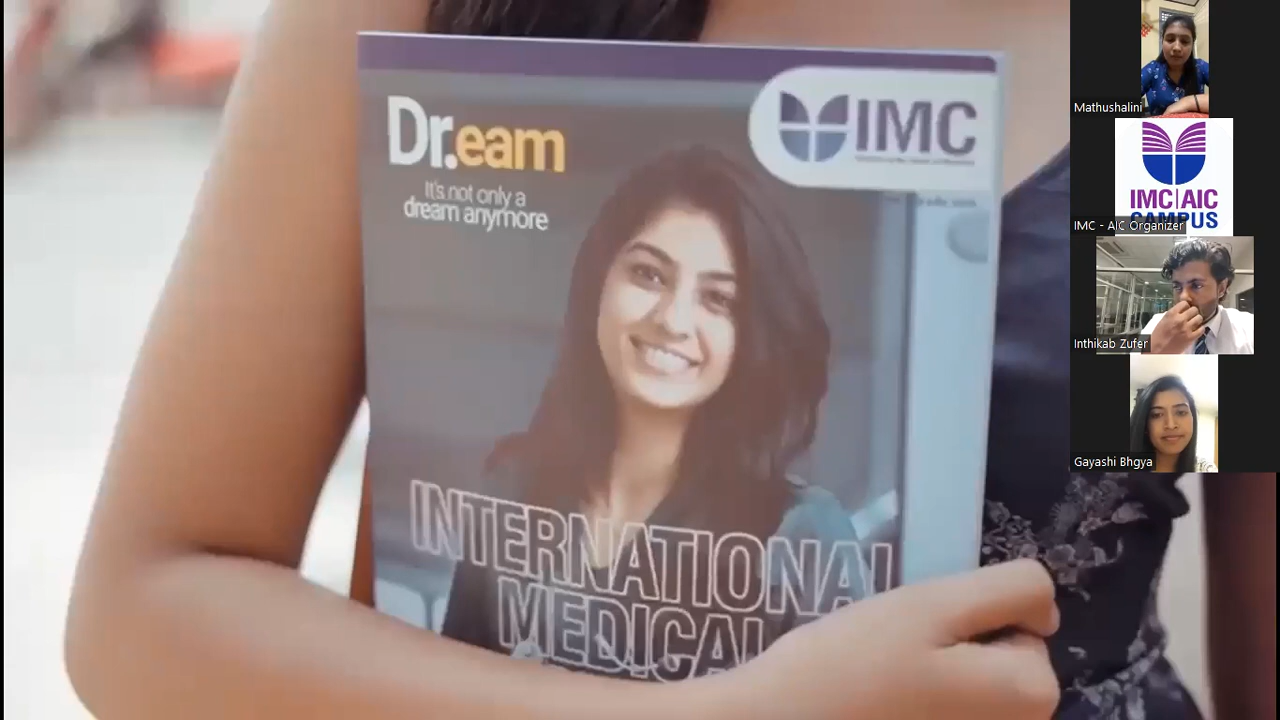 Dr.eam
It's not only a
dream anymore
IMC
INTERNATIONAL
MEDICAL
Mathushalini
IMC|AIC
CAMPUS
IMC - AIC Organizer
Inthikab Zufer
Gayashi Bhgya